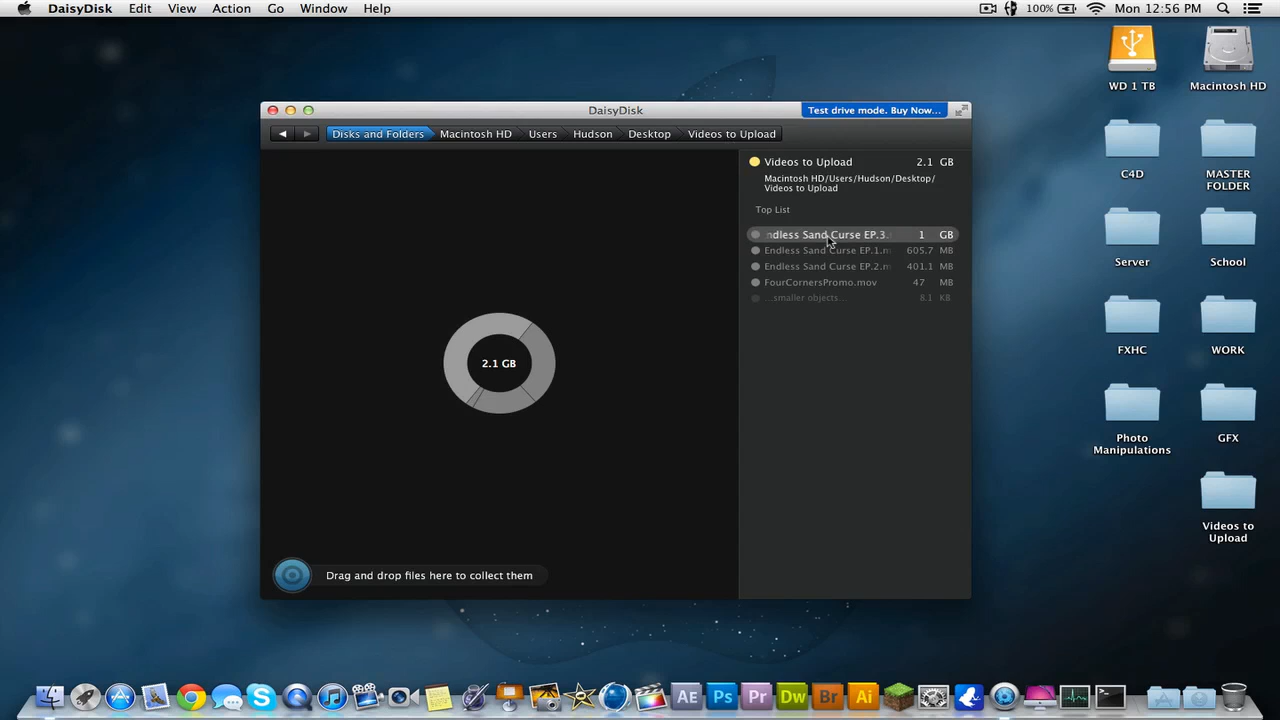 DaisyDisk Edit View Action Go Window Help
100% Mon 12:56 PM
DaisyDisk
Test drive mode. Buy Now...
Disks and Folders Macintosh HD Users Hudson Desktop Videos to Upload
Videos to Upload 2.1 GB
Macintosh HD/Users/Hudson/Desktop/
Videos to Upload
Top List
ndless Sand Curse EP.3. 1 GB
Endless Sand Curse EP.1.m 605.7 MB
Endless Sand Curse EP.2.m 401.1 MB
FourCornersPromo.mov 47 MB
...smaller objects... 8.1 KB
2.1 GB
Drag and drop files here to collect them
WD 1 TB
Macintosh HD
C4D
MASTER
FOLDER
Server
School
FXHC
WORK
Photo
Manipulations
GFX
Videos to
Upload
AE Ps Pr Dw Br Ai